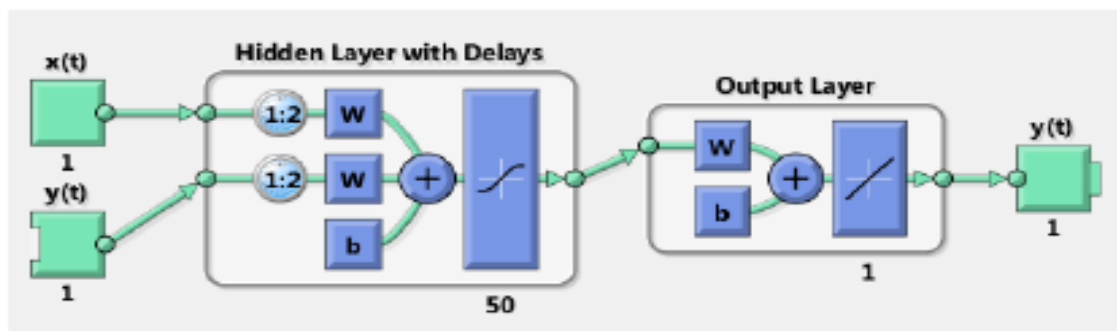 Hidden Layer with Delays
x(t)
1:2
W
1
y(t)
1:2
W
+
b
1
50
Output Layer
W
+
b
1
y(t)
1